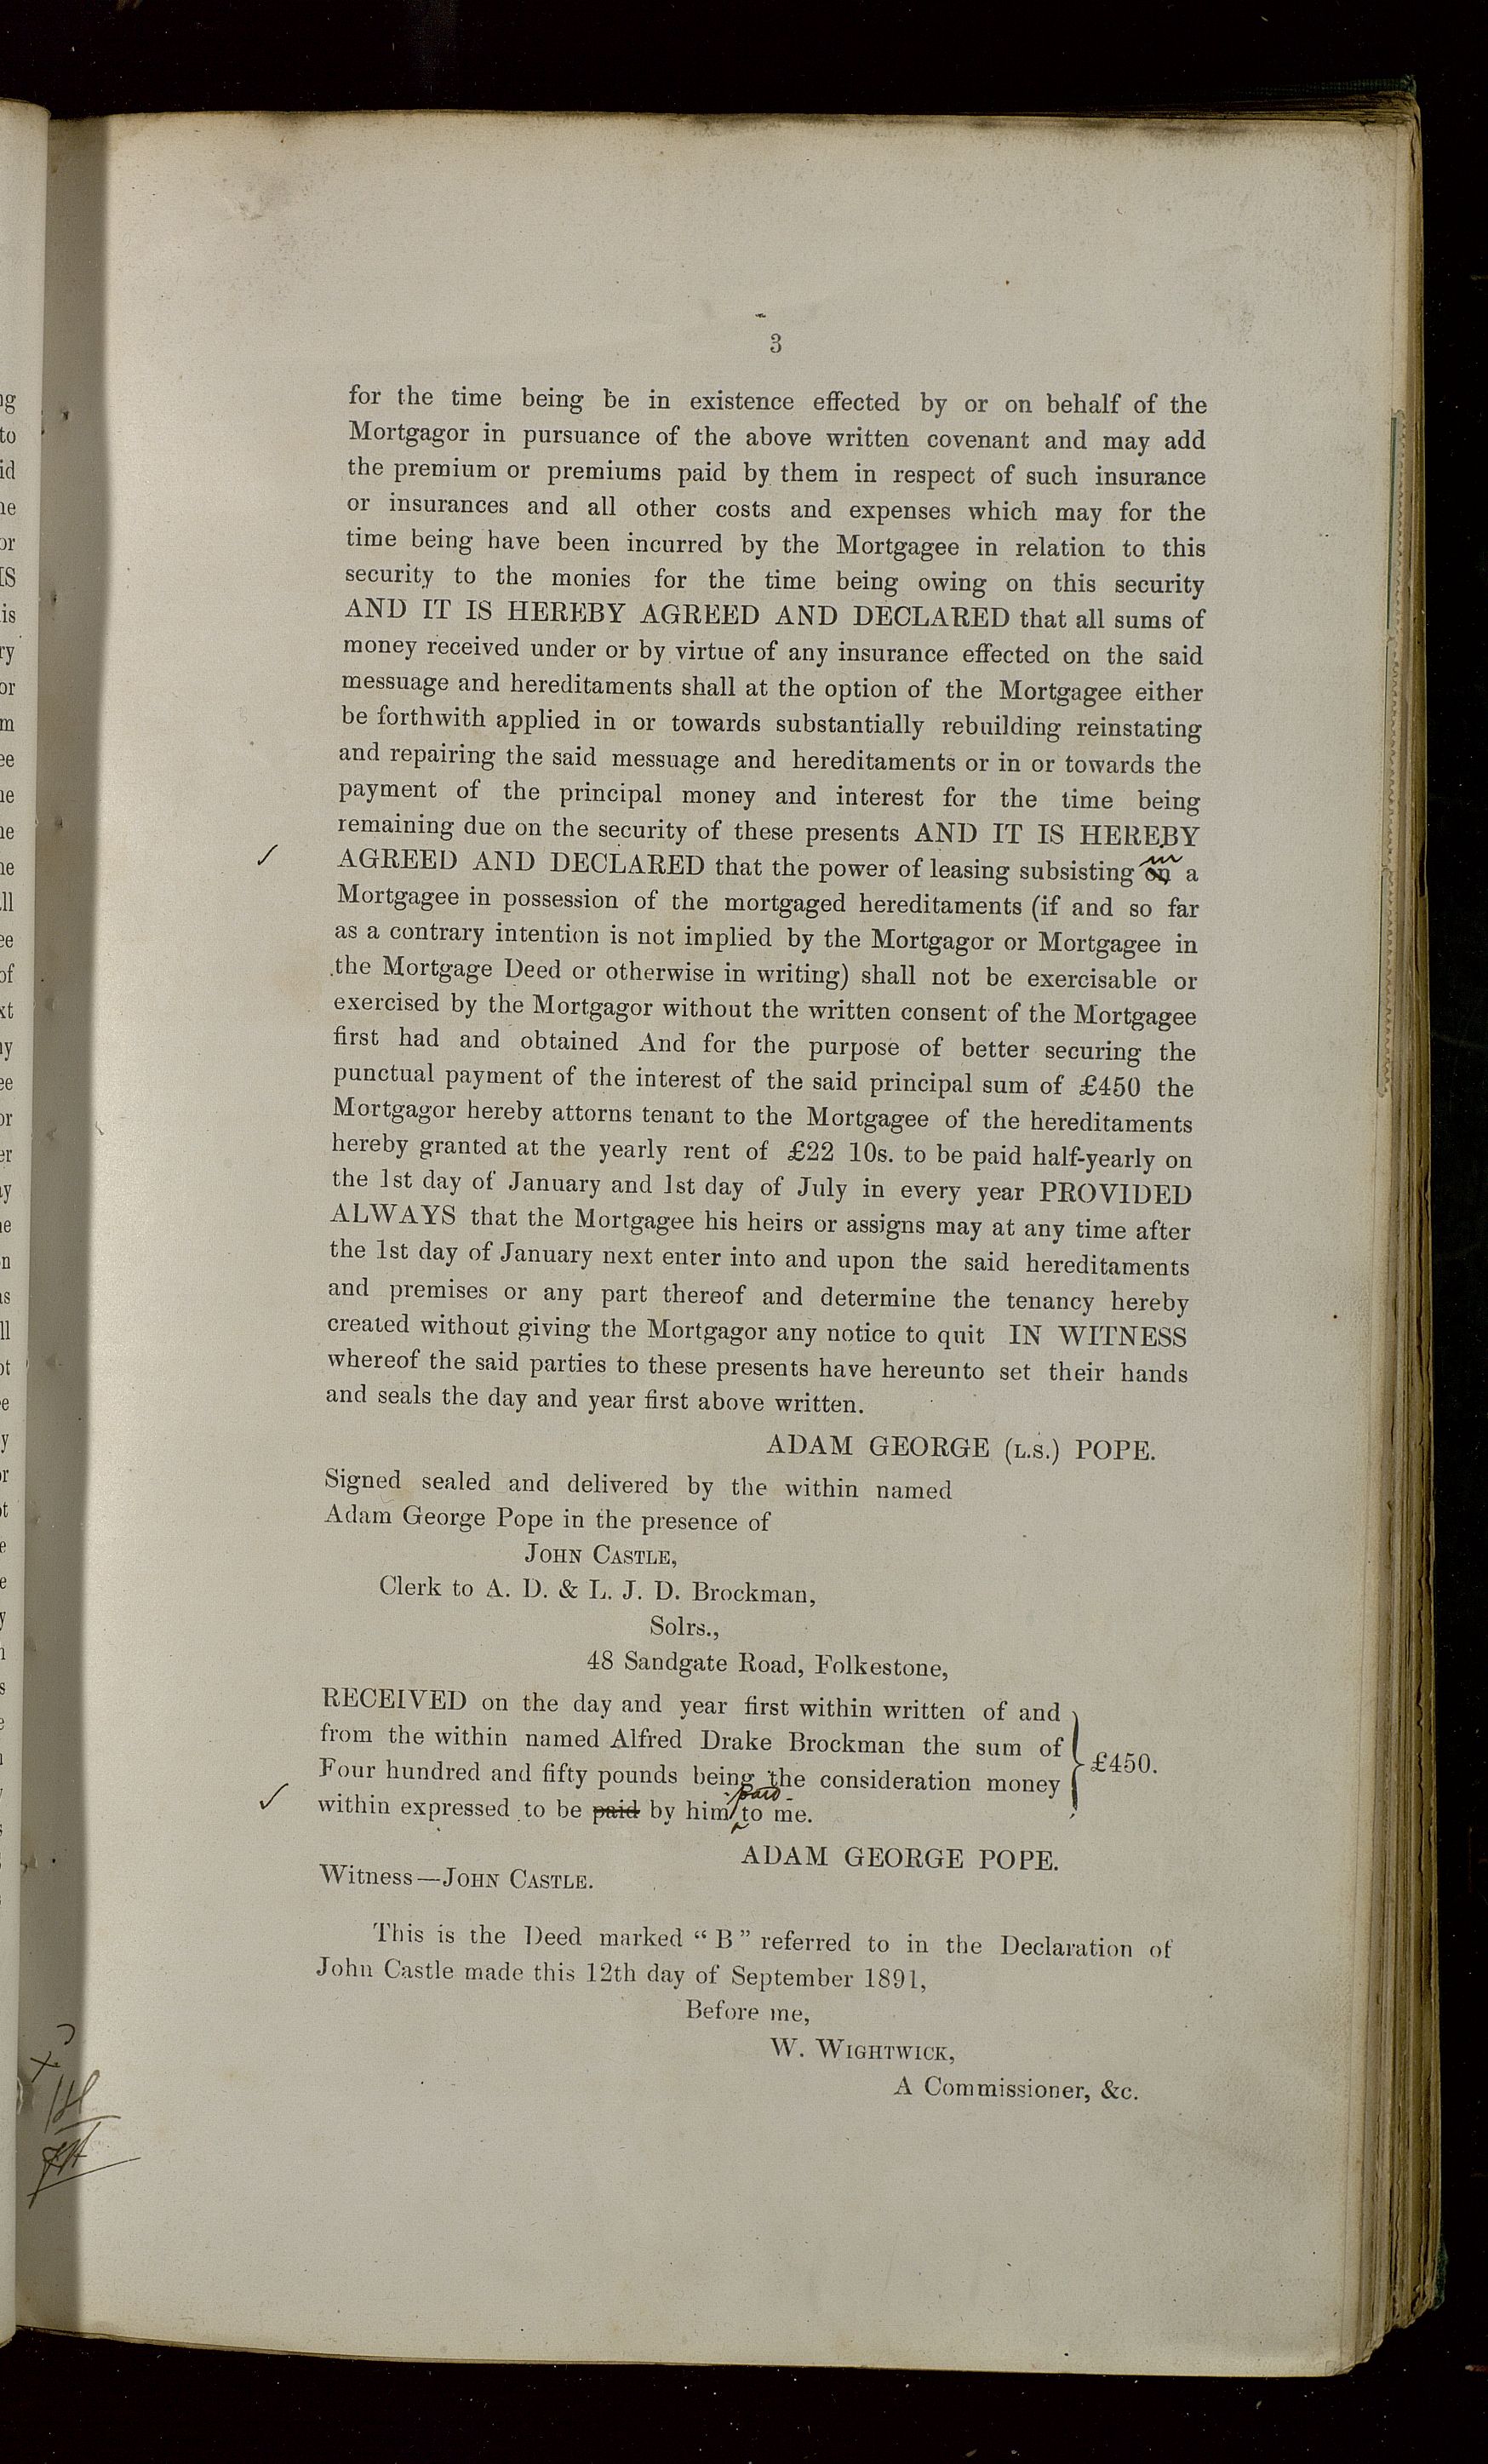 3
for the time being be in existence effected by or on behalf of the
Mortgagor in pursuance of the above written covenant and may add
the premium or premiums paid by them in respect of such insurance
or insurances and all other costs and expenses which may for the
time being have been incurred by the Mortgagee in relation to this
security to the monies for the time being owing on this security
AND IT IS HEREBY AGREED AND DECLARED that all sums of
money received under or by virtue of any insurance effected on the said
messuage and hereditaments shall at the option of the Mortgagee either
be forthwith applied in or towards substantially rebuilding reinstating
and repairing the said messuage and hereditaments or in or towards the
payment of the principal money and interest for the time being
remaining due on the security of these presents AND IT IS HEREBY
AGREED AND DECLARED that the power of leasing subsisting in a
Mortgagee in possession of the mortgaged hereditaments (if and so far
as a contrary intention is not implied by the Mortgagor or Mortgagee in
the Mortgage Deed or otherwise in writing) shall not be exercisable or
exercised by the Mortgagor without the written consent of the Mortgagee
first had and obtained And for the purpose of better securing the
punctual payment of the interest of the said principal sum of £450 the
Mortgagor hereby attorns tenant to the Mortgagee of the hereditaments
hereby granted at the yearly rent of £22 10s. to be paid half-yearly on
the 1st day of January and 1st day of July in every year PROVIDED
ALWAYS that the Mortgagee his heirs or assigns may at any time after
the 1st day of January next enter into and upon the said hereditaments
and premises or any part thereof and determine the tenancy hereby
created without giving the Mortgagor any notice to quit IN WITNESS
whereof the said parties to these presents have hereunto set their hands
and seals the day and year first above written.
ADAM GEORGE (L.S.) POPE.
Signed sealed and delivered by the within named
Adam George Pope in the presence of
JOHN CASTLE,
Clerk to A. D. & L. J. D. Brockman,
Solrs.,
48 Sandgate Road, Folkestone,
RECEIVED on the day and year first within written of and
from the within named Alfred Drake Brockman the sum of
£450.
Four hundred and fifty pounds being the consideration money
within expressed to be paid by him paid to me.
ADAM GEORGE POPE.
Witness—JOHN CASTLE.
This is the Deed marked “B” referred to in the Declaration of
John Castle made this 12th day of September 1891,
Before me,
W. WIGHTWICK,
A Commissioner, &c.